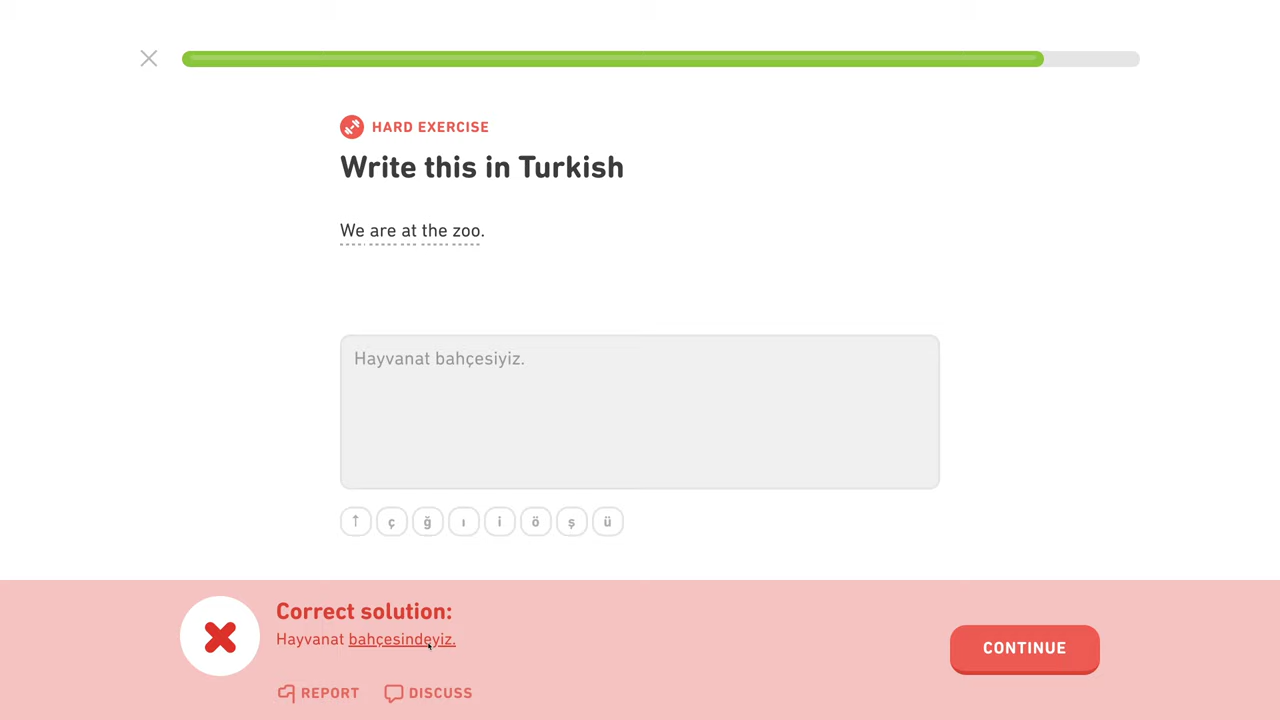 HARD EXERCISE
Write this in Turkish
We are at the zoo.
Hayvanat bahçesiyiz.
↑ ç ğ ı i ö ş ü
Correct solution:
Hayvanat bahçesindeyiz.
CONTINUE
REPORT DISCUSS